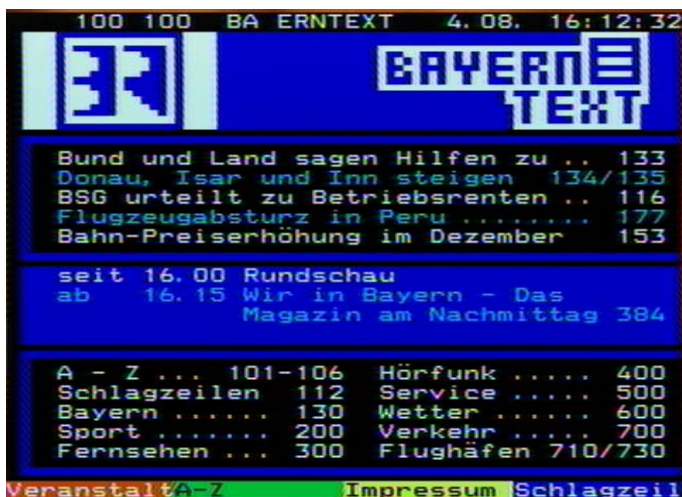 100 100 BA ERNTEXT 4.08. 16:12:32
BR BAYERN
TEXT
Bund und Land sagen Hilfen zu .. 133
Donau, Isar und Inn steigen 134/135
BSG urteilt zu Betriebsrenten .. 116
Flugzeugabsturz in Peru ........ 177
Bahn-Preiserhöhung im Dezember 153
seit 16.00 Rundschau
ab 16.15 Wir in Bayern - Das
Magazin am Nachmittag 384
A - Z ... 101-106 Hörfunk ..... 400
Schlagzeilen 112 Service ..... 500
Bayern ...... 130 Wetter ...... 600
Sport ....... 200 Verkehr ..... 700
Fernsehen ... 300 Flughäfen 710/730
Veranstalt A-Z Impressum Schlagzeil